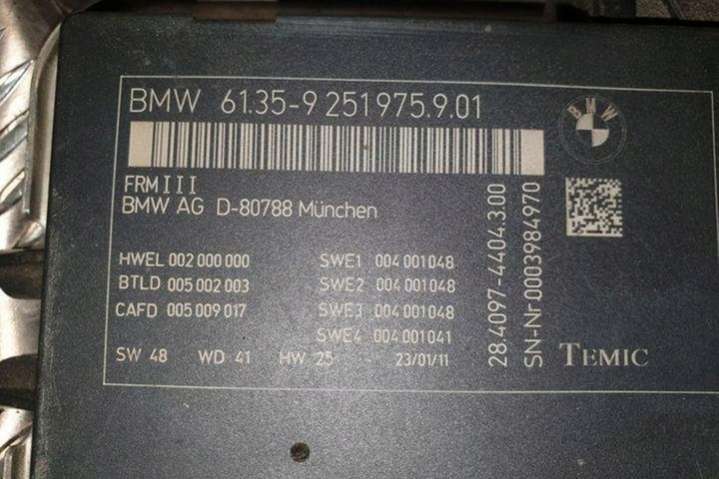 BMW 61.35-9 251975.9.01
BMW
FRM III
BMW AG D-80788 München
HWEL 002 000 000 SWE1 004 001048
BTLD 005 002 003 SWE2 004 001048
CAFD 005 009 017 SWE3 004 001048
SWE4 004 001041
SW 48 WD 41 HW 25 - 23/01/11
28.4097-4404.3.00
SN-Nr 0003984970
TEMIC